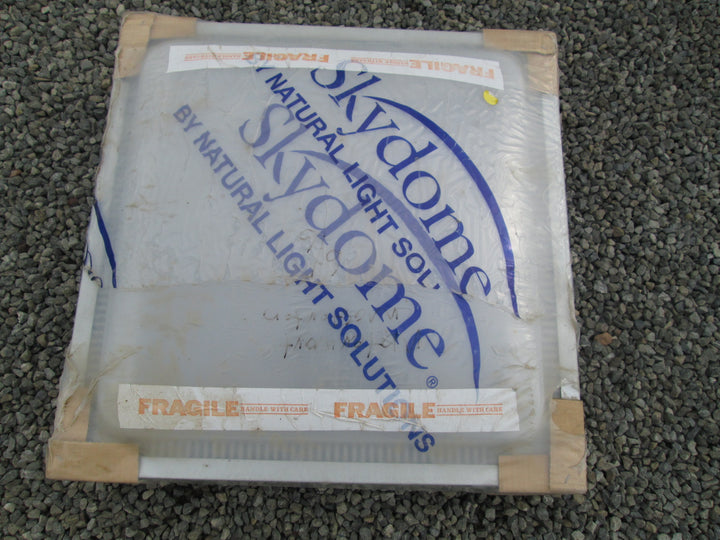 FRAGILE FRAGILE
Skydome
BY NATURAL LIGHT SOL
Skydome®
BY NATURAL LIGHT SOLUTIONS
FRAGILE HANDLE WITH CARE FRAGILE HANDLE WITH CARE